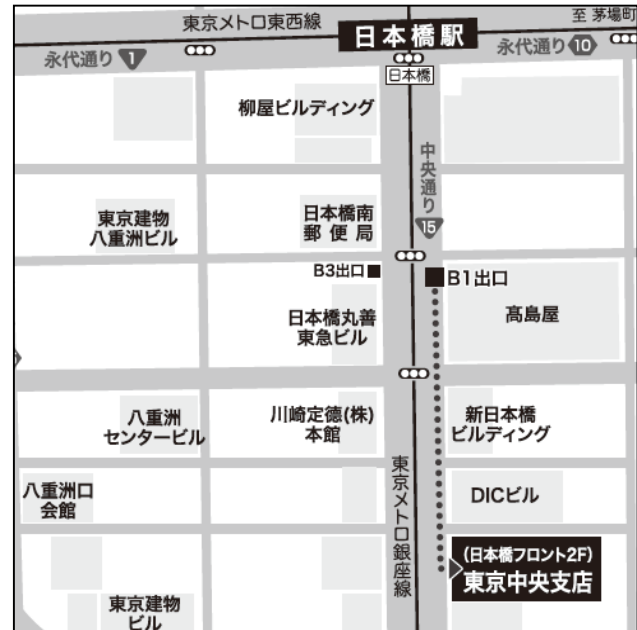 東京メトロ東西線
日本橋駅
至 茅場町
永代通り 1
永代通り 10
日本橋
柳屋ビルディング
中央通り
15
東京建物
八重洲ビル
日本橋南
郵便局
B3出口
B1出口
日本橋丸善
東急ビル
髙島屋
八重洲
センタービル
川崎定德(株)
本館
新日本橋
ビルディング
東京メトロ銀座線
八重洲口
会館
DICビル
(日本橋フロント2F)
東京中央支店
東京建物
ビル